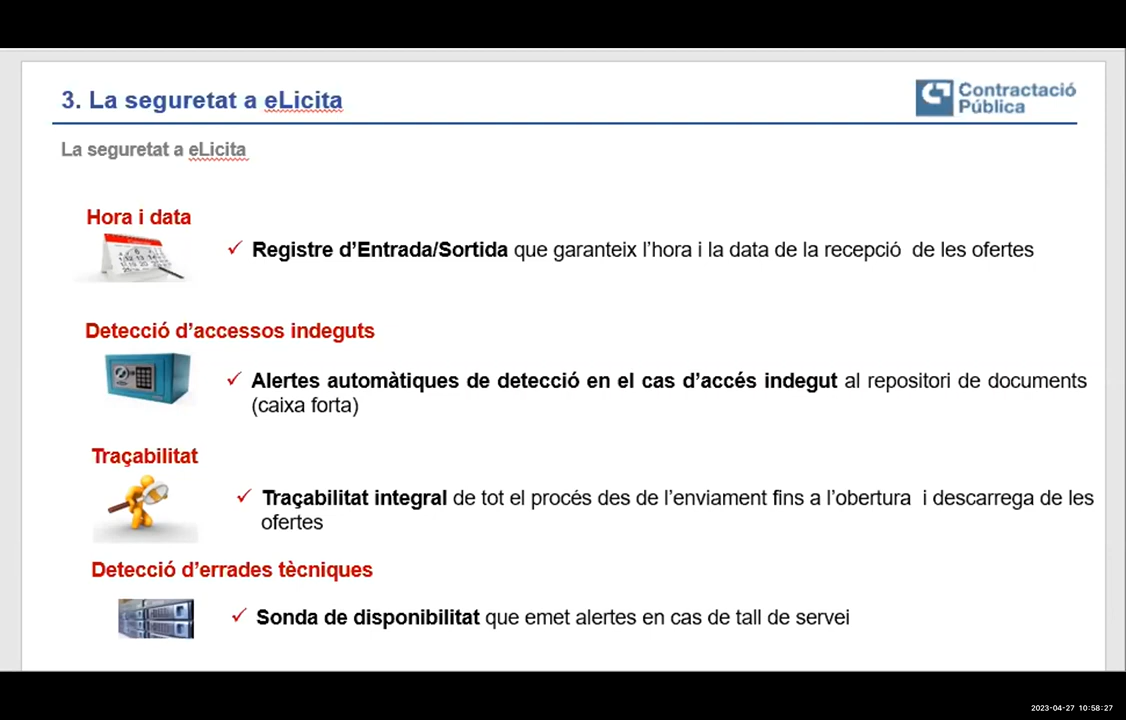 3. La seguretat a eLicita
Contractació
Pública
La seguretat a eLicita
Hora i data
✓ Registre d’Entrada/Sortida que garanteix l’hora i la data de la recepció de les ofertes
Detecció d’accessos indeguts
✓ Alertes automàtiques de detecció en el cas d’accés indegut al repositori de documents
(caixa forta)
Traçabilitat
✓ Traçabilitat integral de tot el procés des de l’enviament fins a l’obertura i descarrega de les
ofertes
Detecció d’errades tècniques
✓ Sonda de disponibilitat que emet alertes en cas de tall de servei
2023-04-27 10:58:27